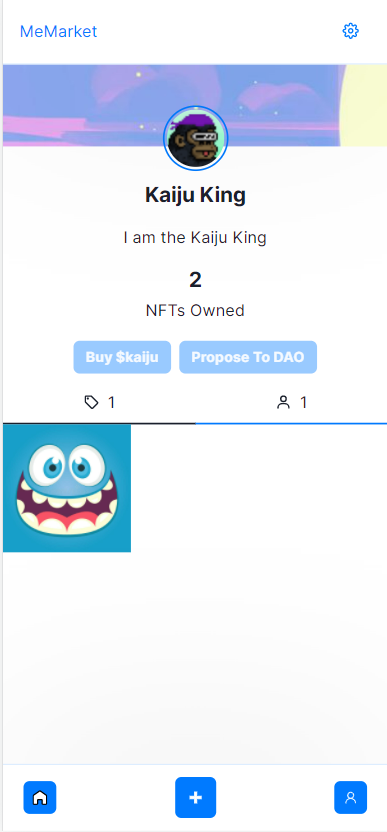 MeMarket
Kaiju King
I am the Kaiju King
2
NFTs Owned
Buy $kaiju Propose To DAO
1 1